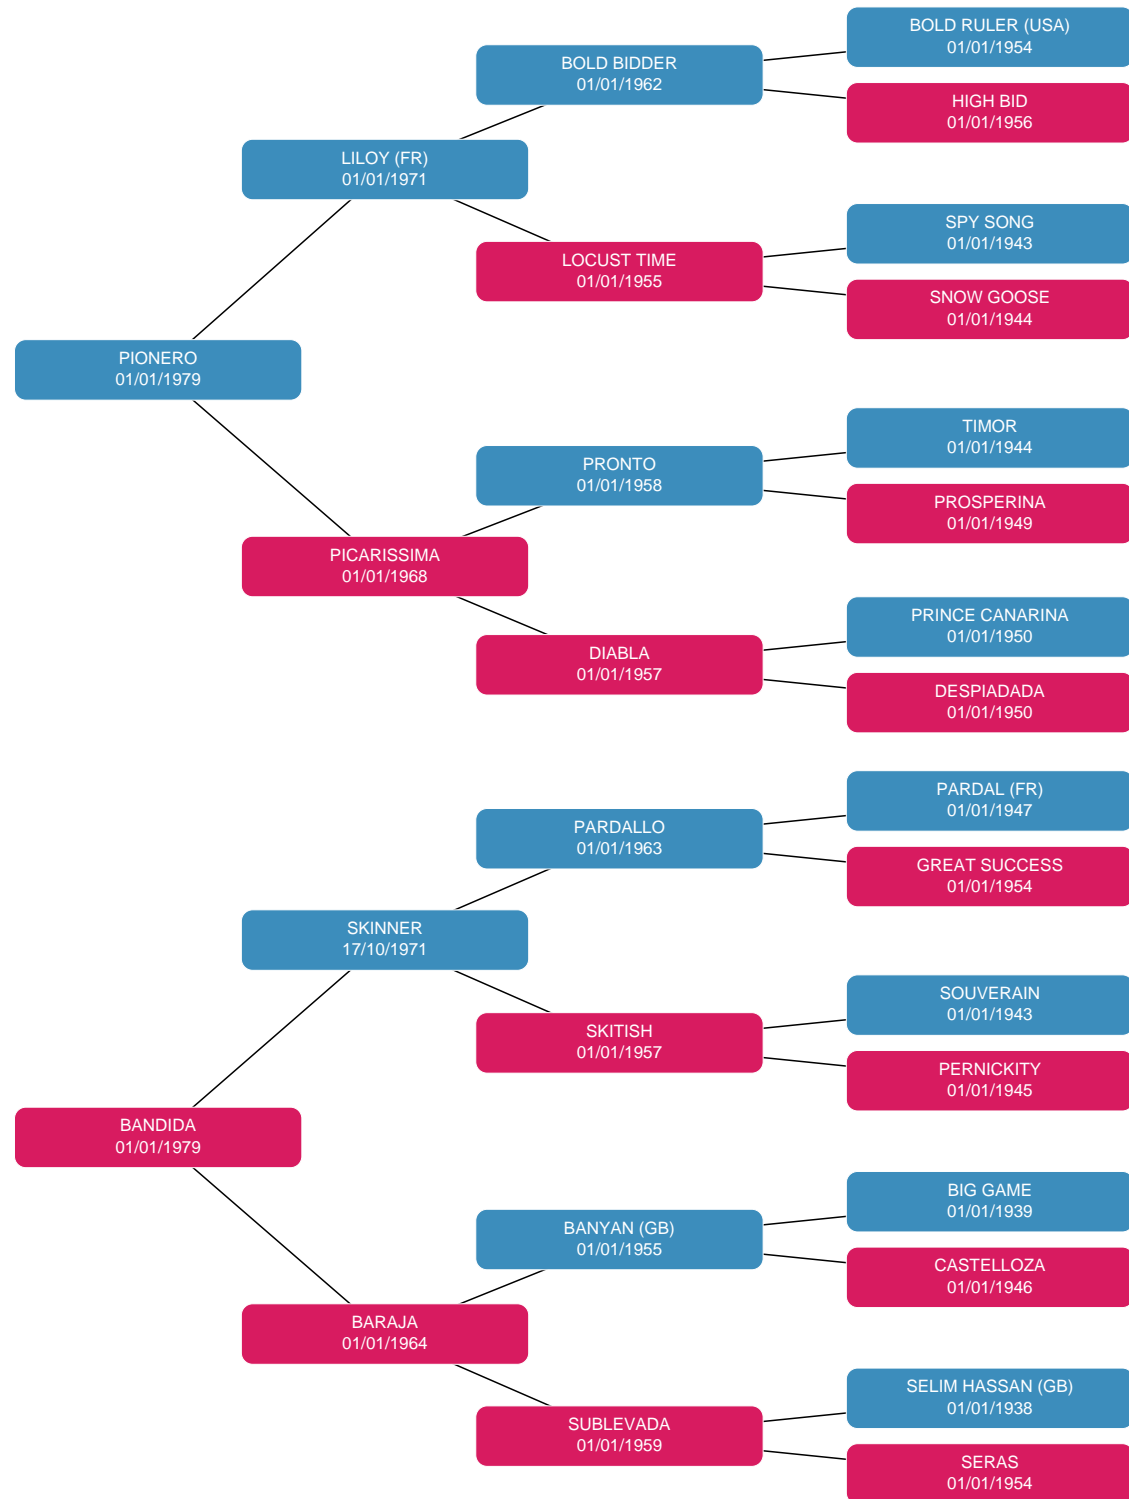 BOLD RULER (USA)
01/01/1954
BOLD BIDDER
01/01/1962
HIGH BID
01/01/1956
LILOY (FR)
01/01/1971
SPY SONG
01/01/1943
LOCUST TIME
01/01/1955
SNOW GOOSE
01/01/1944
PIONERO
01/01/1979
TIMOR
01/01/1944
PRONTO
01/01/1958
PROSPERINA
01/01/1949
PICARISSIMA
01/01/1968
PRINCE CANARINA
01/01/1950
DIABLA
01/01/1957
DESPIADADA
01/01/1950
PARDAL (FR)
01/01/1947
PARDALLO
01/01/1963
GREAT SUCCESS
01/01/1954
SKINNER
17/10/1971
SOUVERAIN
01/01/1943
SKITISH
01/01/1957
PERNICKITY
01/01/1945
BANDIDA
01/01/1979
BIG GAME
01/01/1939
BANYAN (GB)
01/01/1955
CASTELLOZA
01/01/1946
BARAJA
01/01/1964
SELIM HASSAN (GB)
01/01/1938
SUBLEVADA
01/01/1959
SERAS
01/01/1954